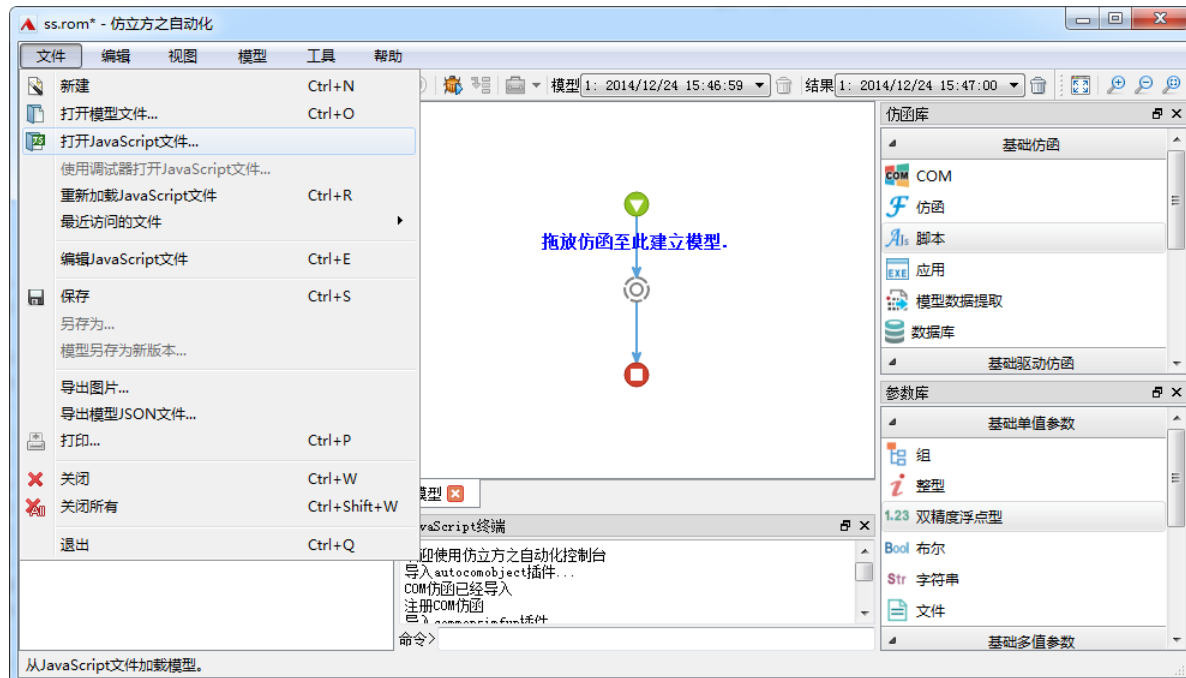 ss.rom* - 仿立方之自动化
文件 编辑 视图 模型 工具 帮助
新建 Ctrl+N
打开模型文件... Ctrl+O
打开JavaScript文件...
使用调试器打开JavaScript文件...
重新加载JavaScript文件 Ctrl+R
最近访问的文件
编辑JavaScript文件 Ctrl+E
保存 Ctrl+S
另存为...
模型另存为新版本...
导出图片...
导出模型JSON文件...
打印... Ctrl+P
关闭 Ctrl+W
关闭所有 Ctrl+Shift+W
退出 Ctrl+Q
模型 1: 2014/12/24 15:46:59 结果 1: 2014/12/24 15:47:00
拖放仿函至此建立模型.
模型
vaScript终端
迎使用仿立方之自动化控制台
导入autocomobject插件...
COM仿函已经导入
注册COM仿函
命令>
仿函库
基础仿函
COM COM
仿函
脚本
EXE 应用
模型数据提取
数据库
基础驱动仿函
参数库
基础单值参数
组
整型
1.23 双精度浮点型
Bool 布尔
Str 字符串
文件
基础多值参数
从JavaScript文件加载模型。